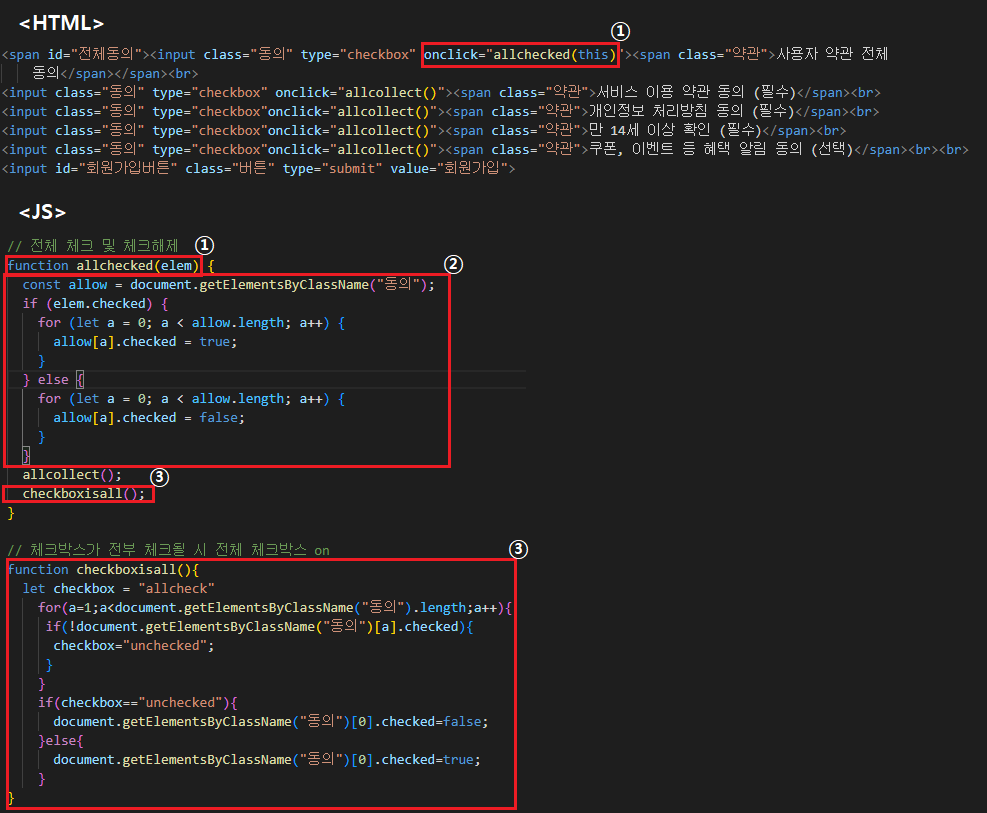 <HTML>
①
<span id="전체동의"><input class="동의" type="checkbox" onclick="allchecked(this)"><span class="약관">사용자 약관 전체
동의</span></span><br>
<input class="동의" type="checkbox" onclick="allcollect()"><span class="약관">서비스 이용 약관 동의 (필수)</span><br>
<input class="동의" type="checkbox"onclick="allcollect()"><span class="약관">개인정보 처리방침 동의 (필수)</span><br>
<input class="동의" type="checkbox"onclick="allcollect()"><span class="약관">만 14세 이상 확인 (필수)</span><br>
<input class="동의" type="checkbox"onclick="allcollect()"><span class="약관">쿠폰, 이벤트 등 혜택 알림 동의 (선택)</span><br><br>
<input id="회원가입버튼" class="버튼" type="submit" value="회원가입">
<JS>
// 전체 체크 및 체크해제 ①
function allchecked(elem) {
②
const allow = document.getElementsByClassName("동의");
if (elem.checked) {
for (let a = 0; a < allow.length; a++) {
allow[a].checked = true;
}
} else {
for (let a = 0; a < allow.length; a++) {
allow[a].checked = false;
}
}
allcollect();
③
checkboxisall();
}
// 체크박스가 전부 체크될 시 전체 체크박스 on ③
function checkboxisall(){
let checkbox = "allcheck"
for(a=1;a<document.getElementsByClassName("동의").length;a++){
if(!document.getElementsByClassName("동의")[a].checked){
checkbox="unchecked";
}
}
if(checkbox=="unchecked"){
document.getElementsByClassName("동의")[0].checked=false;
}else{
document.getElementsByClassName("동의")[0].checked=true;
}
}